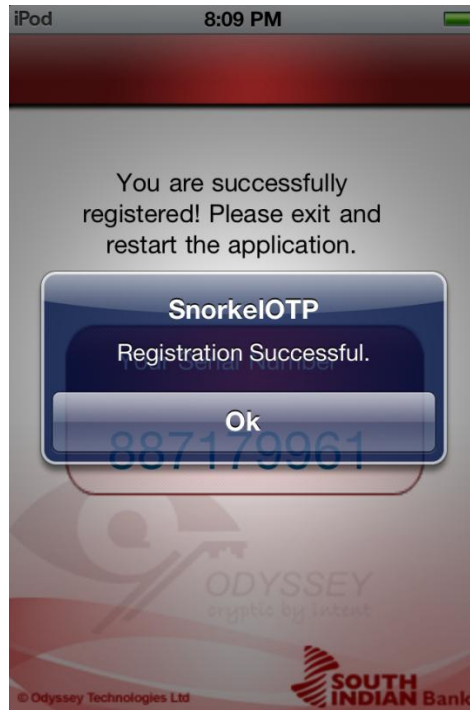 iPod 8:09 PM
You are successfully
registered! Please exit and
restart the application.
SnorkelOTP
Registration Successful.
Your Serial Number
Ok
887179961
ODYSSEY
cryptic by intent
© Odyssey Technologies Ltd
SOUTH
INDIAN Bank